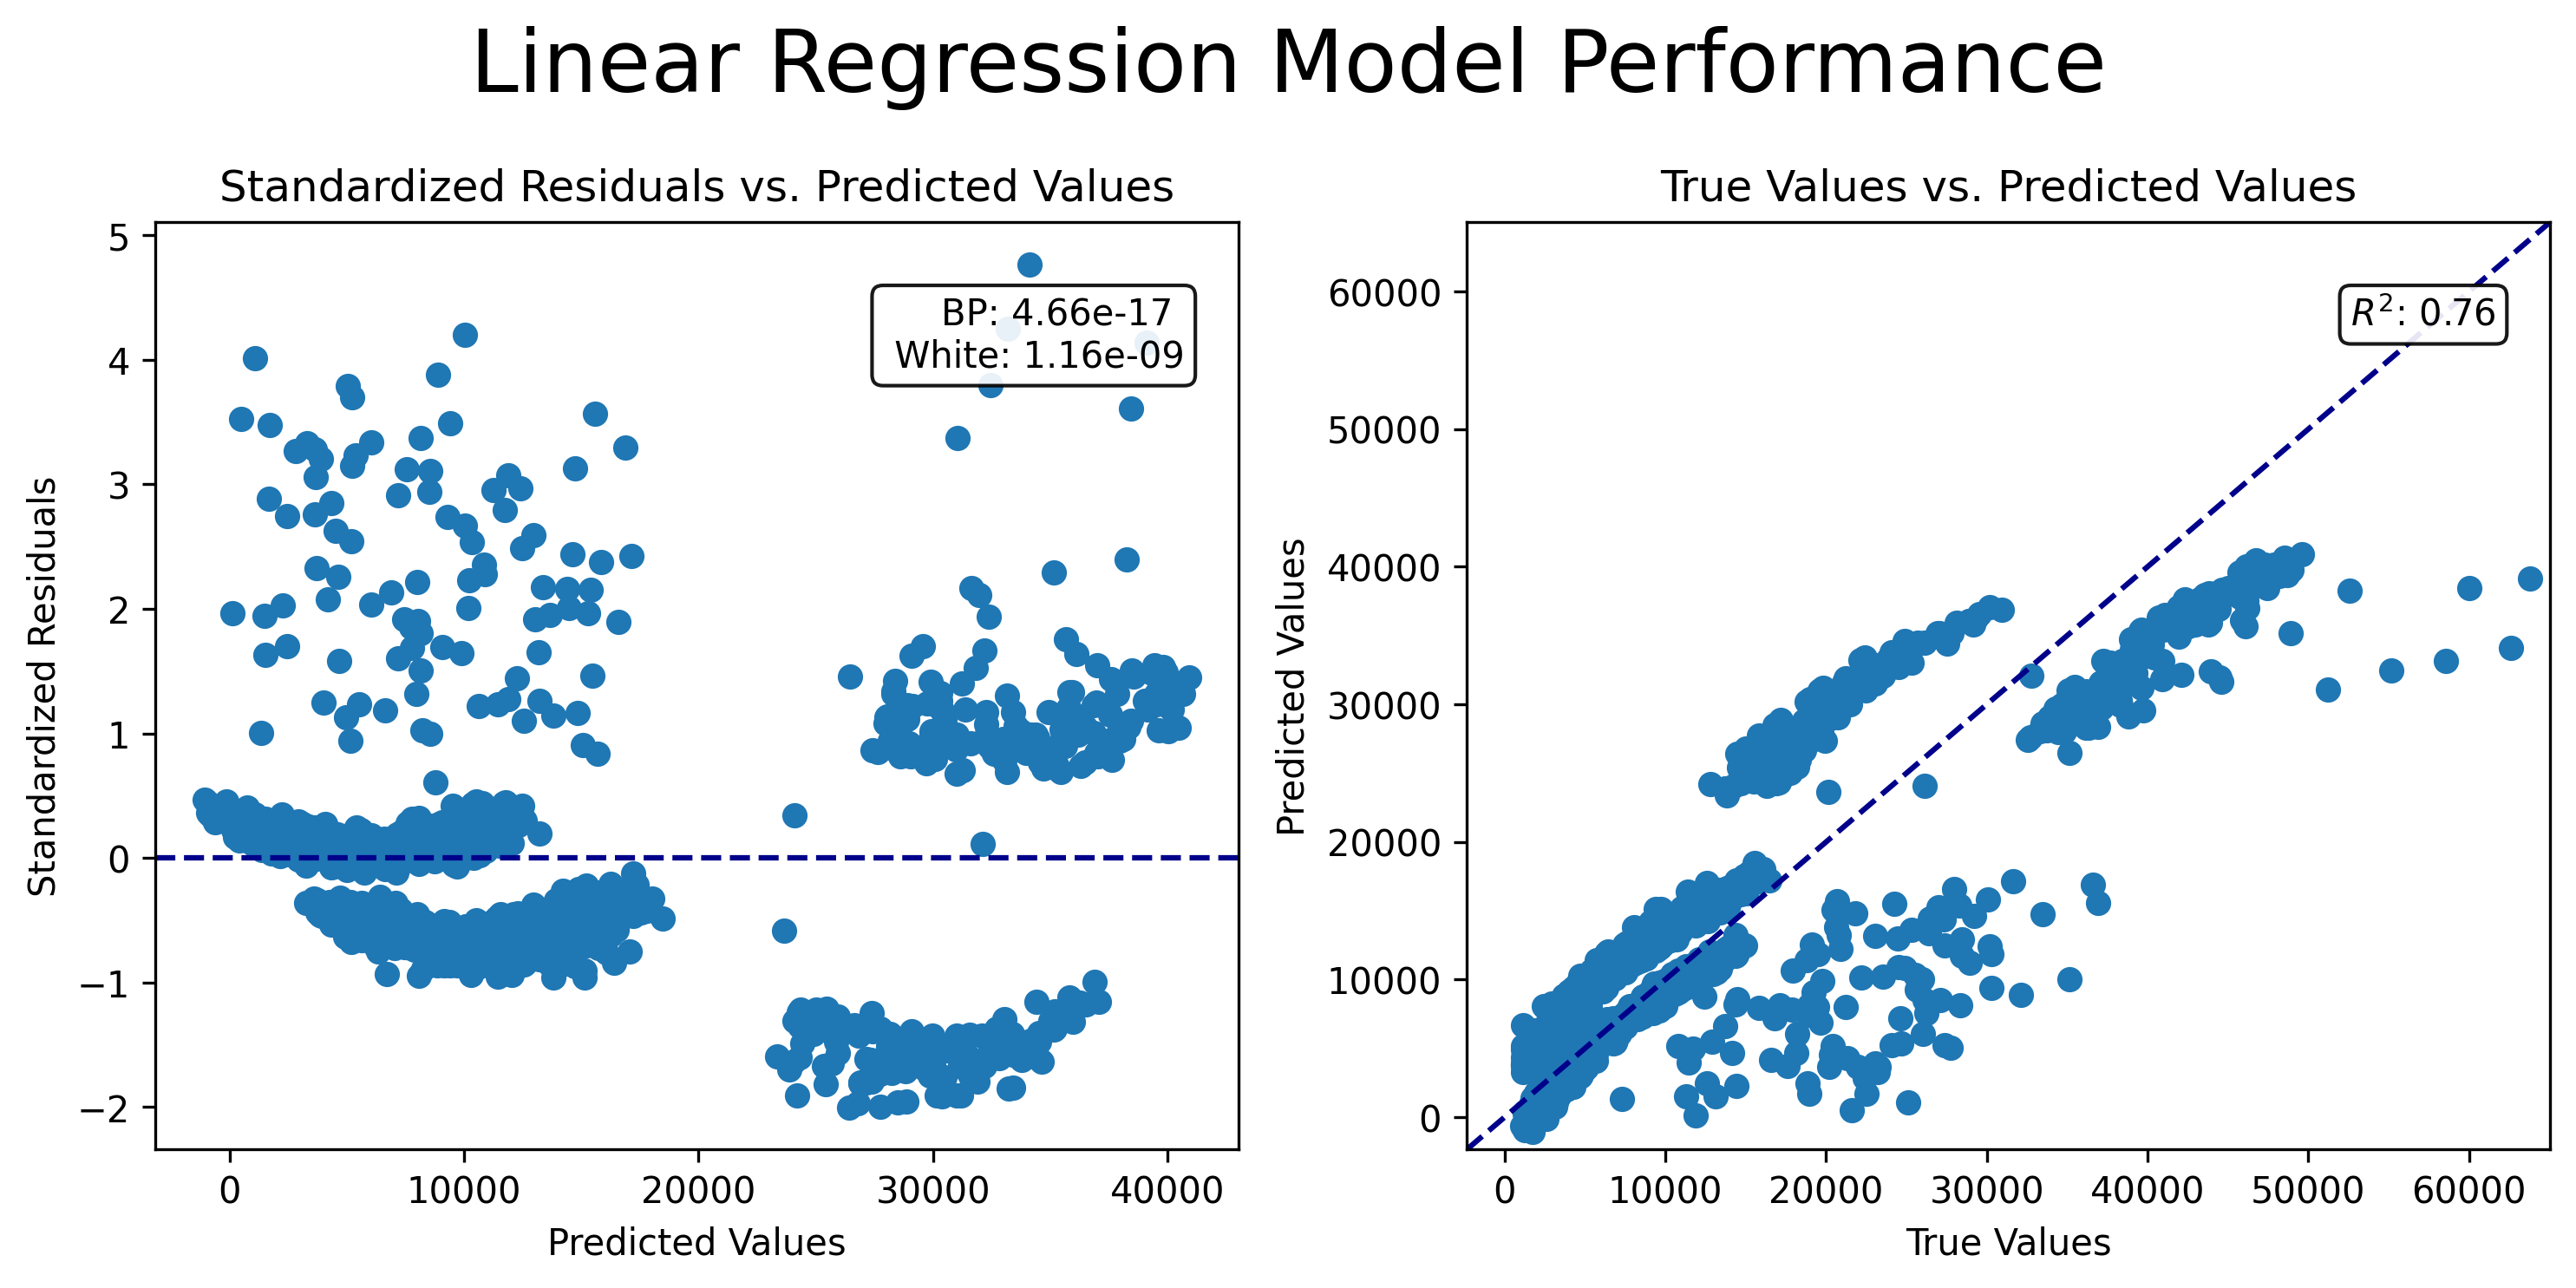 Linear Regression Model Performance
Standardized Residuals vs. Predicted Values
5
4
3
2
1
0
−1
−2
Standardized Residuals
BP: 4.66e-17
White: 1.16e-09
0
10000
20000
30000
40000
Predicted Values
True Values vs. Predicted Values
60000
50000
40000
30000
20000
10000
0
Predicted Values
R²: 0.76
0
10000
20000
30000
40000
50000
60000
True Values